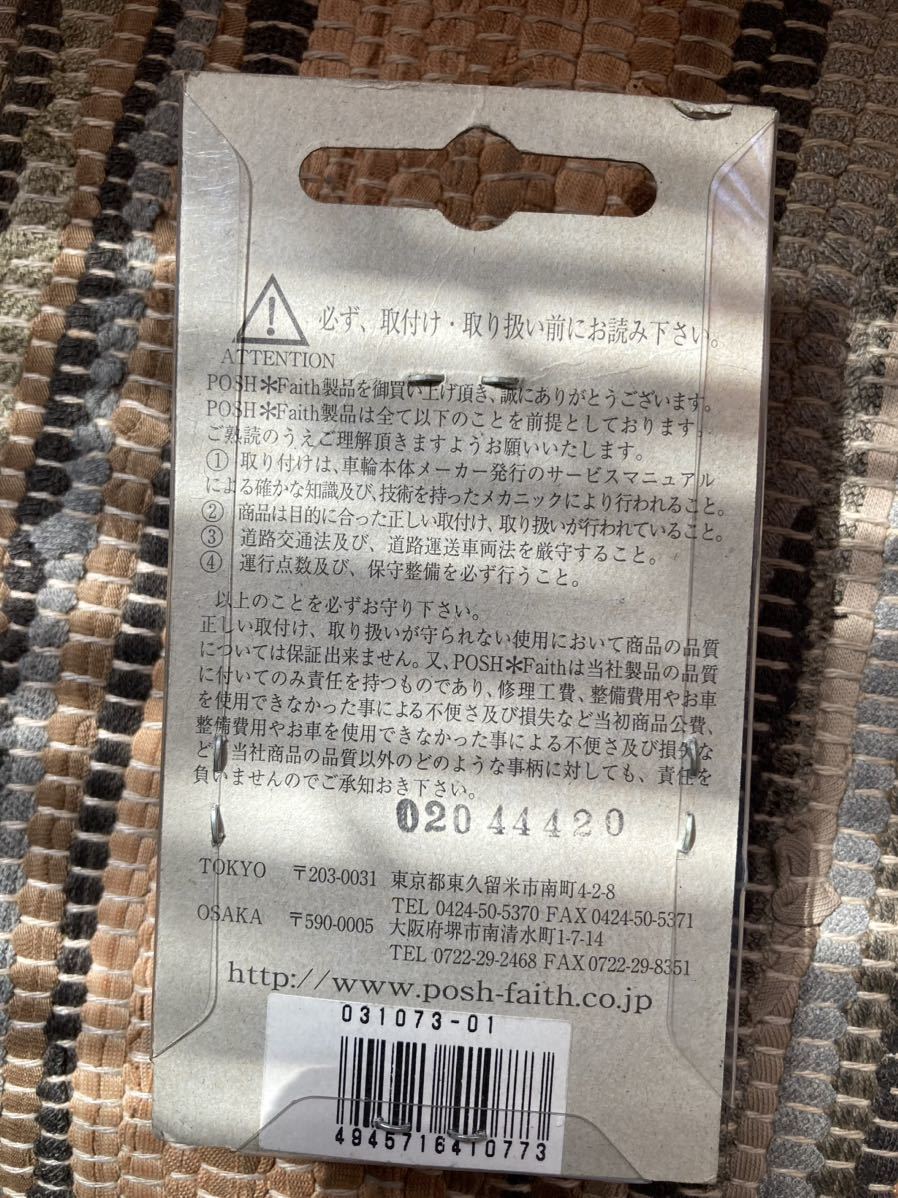 必ず、取付け・取り扱い前にお読み下さい。
ATTENTION
POSH✻Faith製品を御買い上げ頂き、誠にありがとうございます。
POSH✻Faith製品は全て以下のことを前提としております。
ご熟読のうえご理解頂きますようお願いいたします。
① 取り付けは、車輪本体メーカー発行のサービスマニュアル
による確かな知識及び、技術を持ったメカニックにより行われること。
② 商品は目的に合った正しい取付け、取り扱いが行われていること。
③ 道路交通法及び、道路運送車両法を厳守すること。
④ 運行点数及び、保守整備を必ず行うこと。
以上のことを必ずお守り下さい。
正しい取付け、取り扱いが守られない使用において商品の品質
については保証出来ません。又、POSH✻Faithは当社製品の品質
に付いてのみ責任を持つものであり、修理工費、整備費用やお車
を使用できなかった事による不便さ及び損失など当初商品公費、
整備費用やお車を使用できなかった事による不便さ及び損失な
ど、当社商品の品質以外のどのような事柄に対しても、責任を
負いませんのでご承知おき下さい。
020 44420
TOKYO 〒203-0031 東京都東久留米市南町4-2-8
TEL 0424-50-5370 FAX 0424-50-5371
OSAKA 〒590-0005 大阪府堺市南清水町1-7-14
TEL 0722-29-2468 FAX 0722-29-8351
http://www.posh-faith.co.jp
031073-01
4945716410773